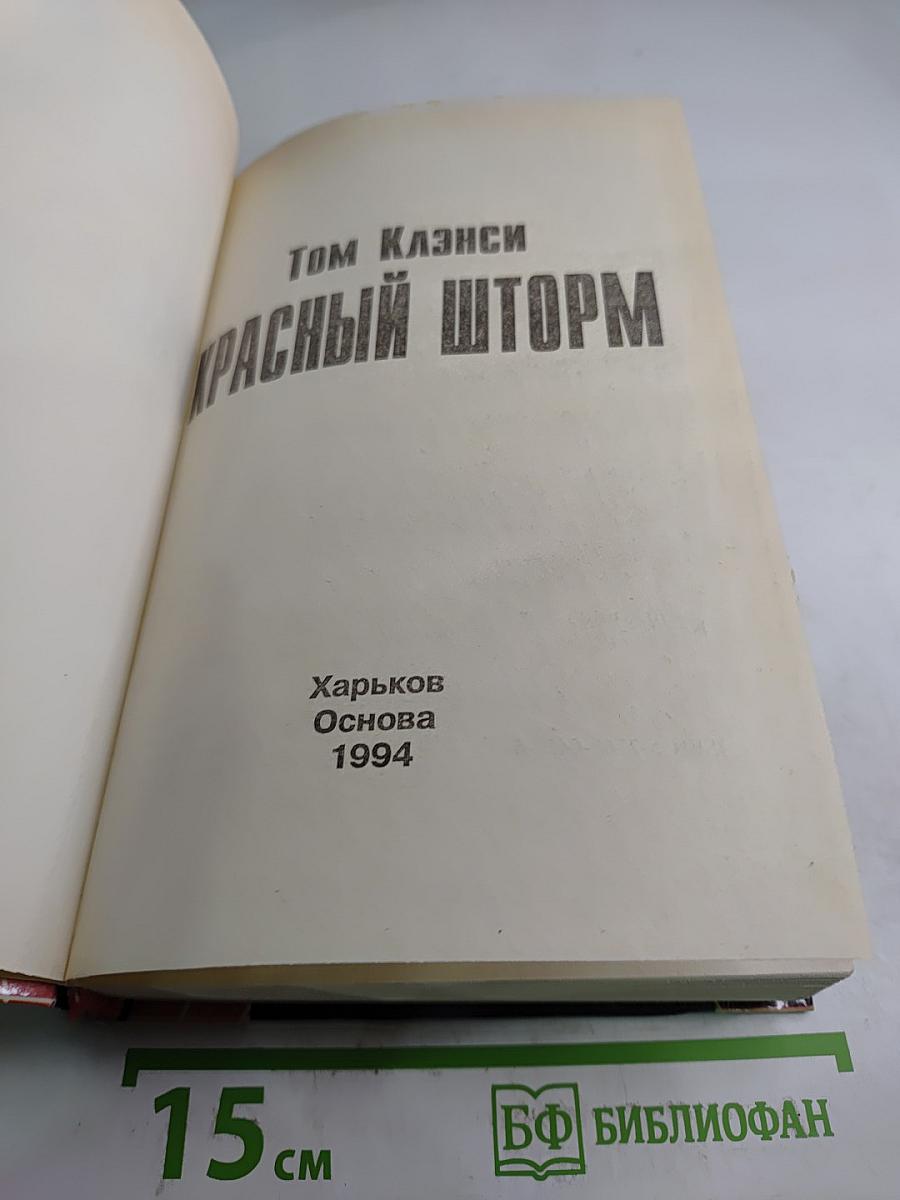 Том Клэнси
КРАСНЫЙ ШТОРМ
Харьков
Основа
1994
15 см
БФ БИБЛИОФАН